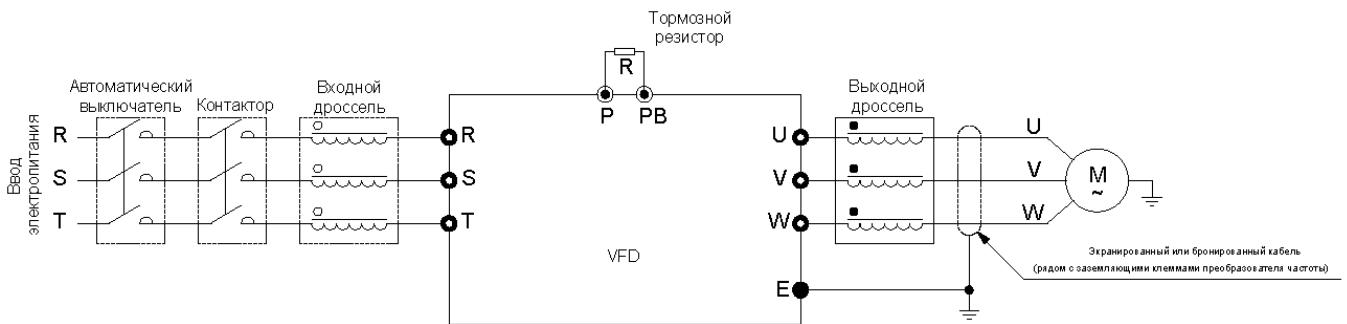 Тормозной
резистор
R
P PB
Автоматический
выключатель
Контактор
Входной
дроссель
Выходной
дроссель
Ввод
электропитания
R
S
T
R
S
T
U
V
W
E
VFD
U
V
W
M
~
Экранированный или бронированный кабель
(рядом с заземляющими клеммами преобразователя частоты)